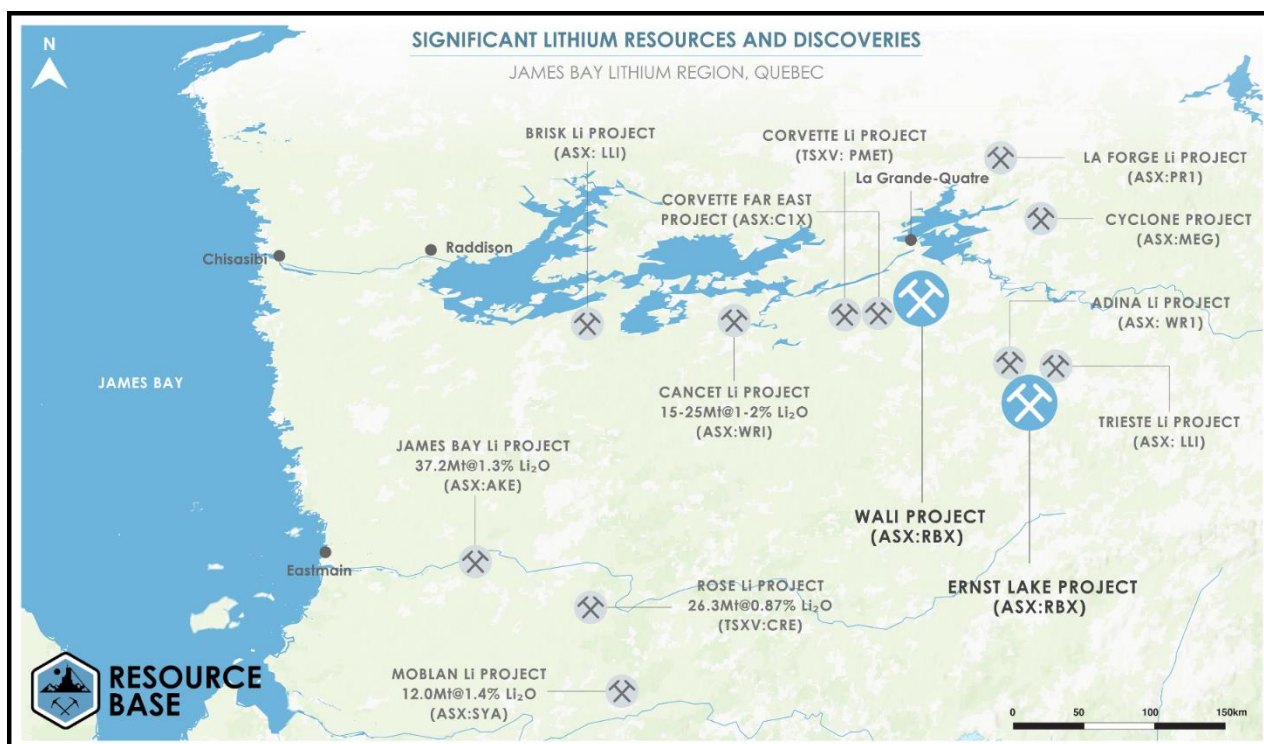 N
SIGNIFICANT LITHIUM RESOURCES AND DISCOVERIES
JAMES BAY LITHIUM REGION, QUEBEC
BRISK Li PROJECT
(ASX: LLI)
CORVETTE Li PROJECT
(TSXV: PMET)
La Grande-Quatre
LA FORGE Li PROJECT
(ASX:PR1)
CORVETTE FAR EAST
PROJECT (ASX:C1X)
CYCLONE PROJECT
(ASX:MEG)
Chisasibi
Raddison
ADINA Li PROJECT
(ASX: WR1)
JAMES BAY
CANCET Li PROJECT
15-25Mt@1-2% Li₂O
(ASX:WRI)
TRIESTE Li PROJECT
(ASX: LLI)
JAMES BAY Li PROJECT
37.2Mt@1.3% Li₂O
(ASX:AKE)
WALI PROJECT
(ASX:RBX)
Eastmain
ERNST LAKE PROJECT
(ASX:RBX)
ROSE Li PROJECT
26.3Mt@0.87% Li₂O
(TSXV:CRE)
MOBLAN Li PROJECT
12.0Mt@1.4% Li₂O
(ASX:SYA)
RESOURCE
BASE
0 50 100 150km